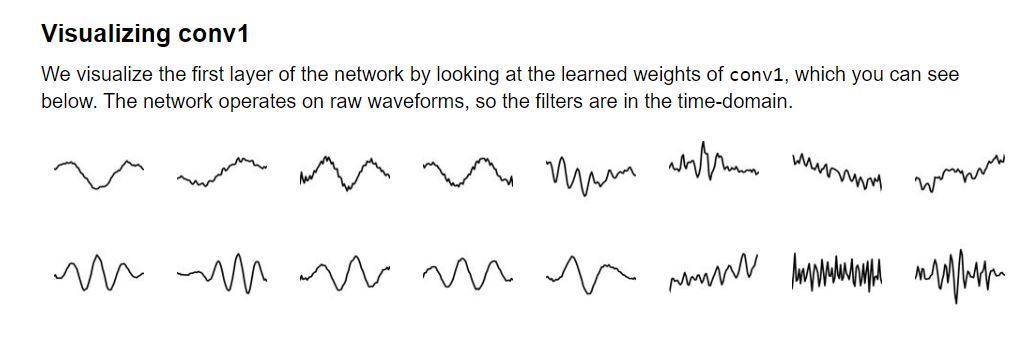 Visualizing conv1
We visualize the first layer of the network by looking at the learned weights of conv1, which you can see
below. The network operates on raw waveforms, so the filters are in the time-domain.